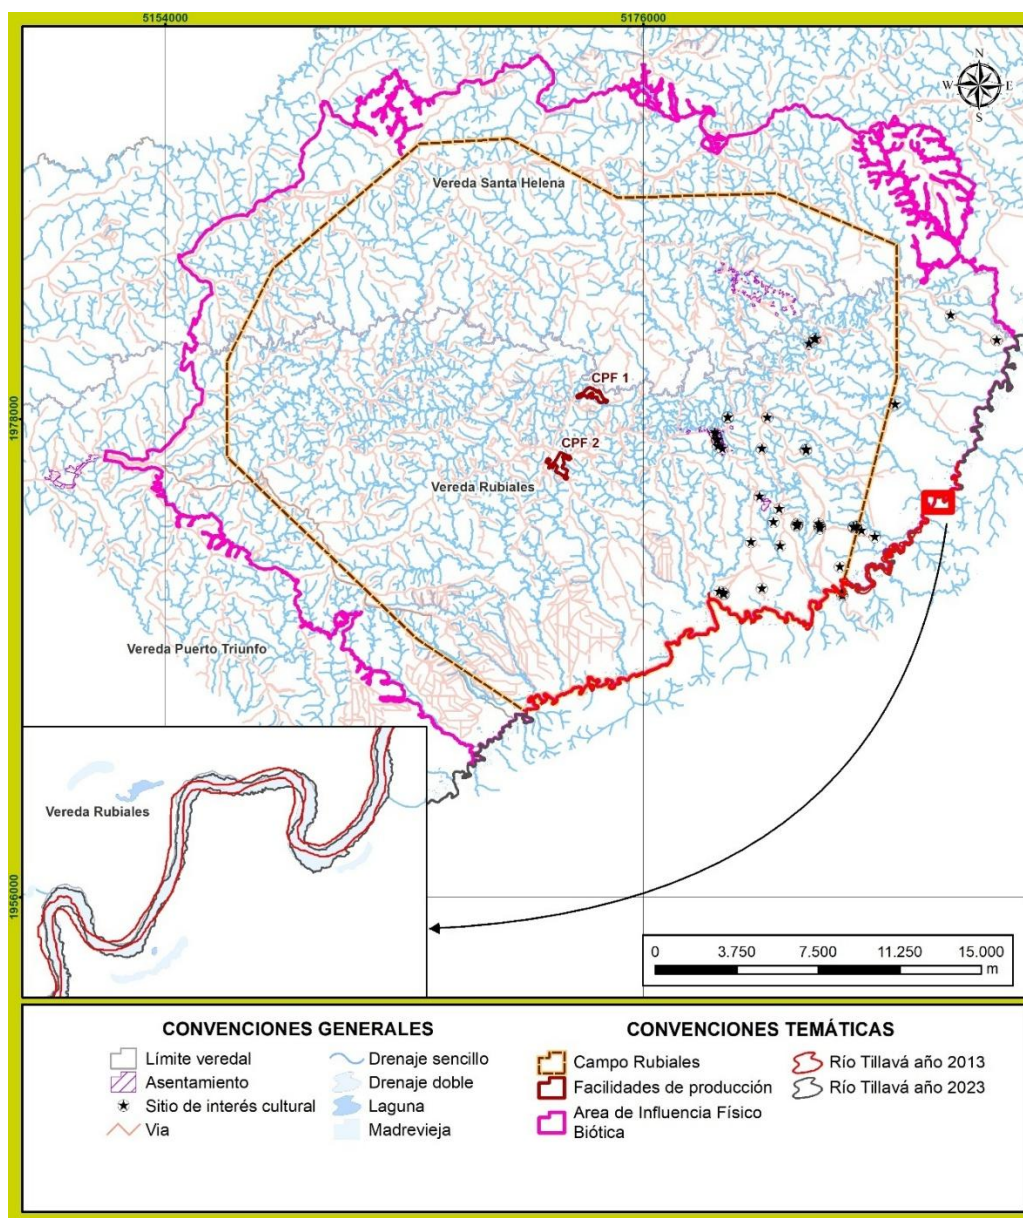 5154000
5176000
N
W
E
S
Vereda Santa Helena
CPF 1
1978000
CPF 2
Vereda Rubiales
Vereda Puerto Triunfo
Vereda Rubiales
1956000
0 3.750 7.500 11.250 15.000
m
CONVENCIONES GENERALES
Límite veredal
Asentamiento
Sitio de interés cultural
Via
Drenaje sencillo
Drenaje doble
Laguna
Madrevieja
CONVENCIONES TEMÁTICAS
Campo Rubiales
Facilidades de producción
Area de Influencia Físico
Biótica
Río Tillavá año 2013
Río Tillavá año 2023